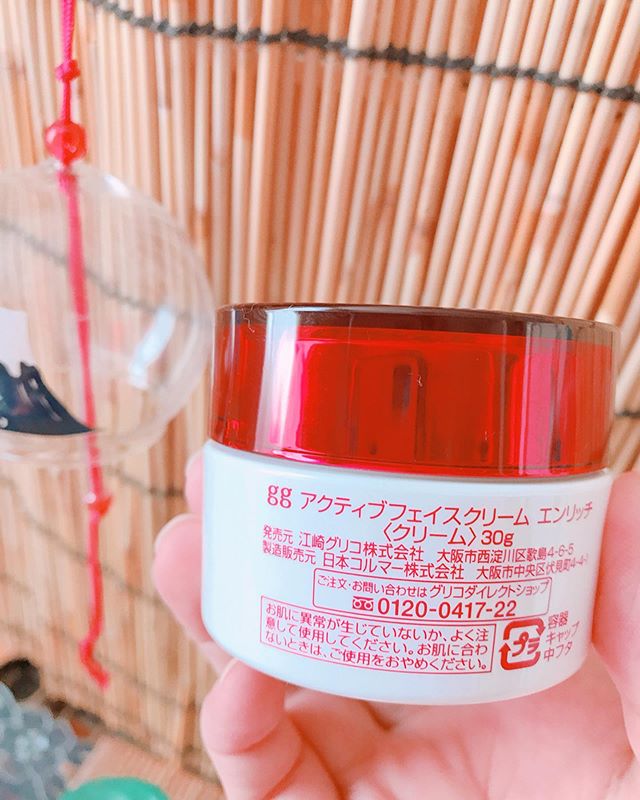 gg アクティブフェイスクリーム エンリッチ
〈クリーム〉30g
発売元 江崎グリコ株式会社 大阪市西淀川区歌島4-6-5
製造販売元 日本コルマー株式会社 大阪市中央区伏見町4-4-1
ご注文・お問い合わせは グリコダイレクトショップ
0120-0417-22
お肌に異常が生じていないか、よく注
意して使用してください。お肌に合わ
ないときは、ご使用をおやめください。
プラ
容器
キャップ
中フタ